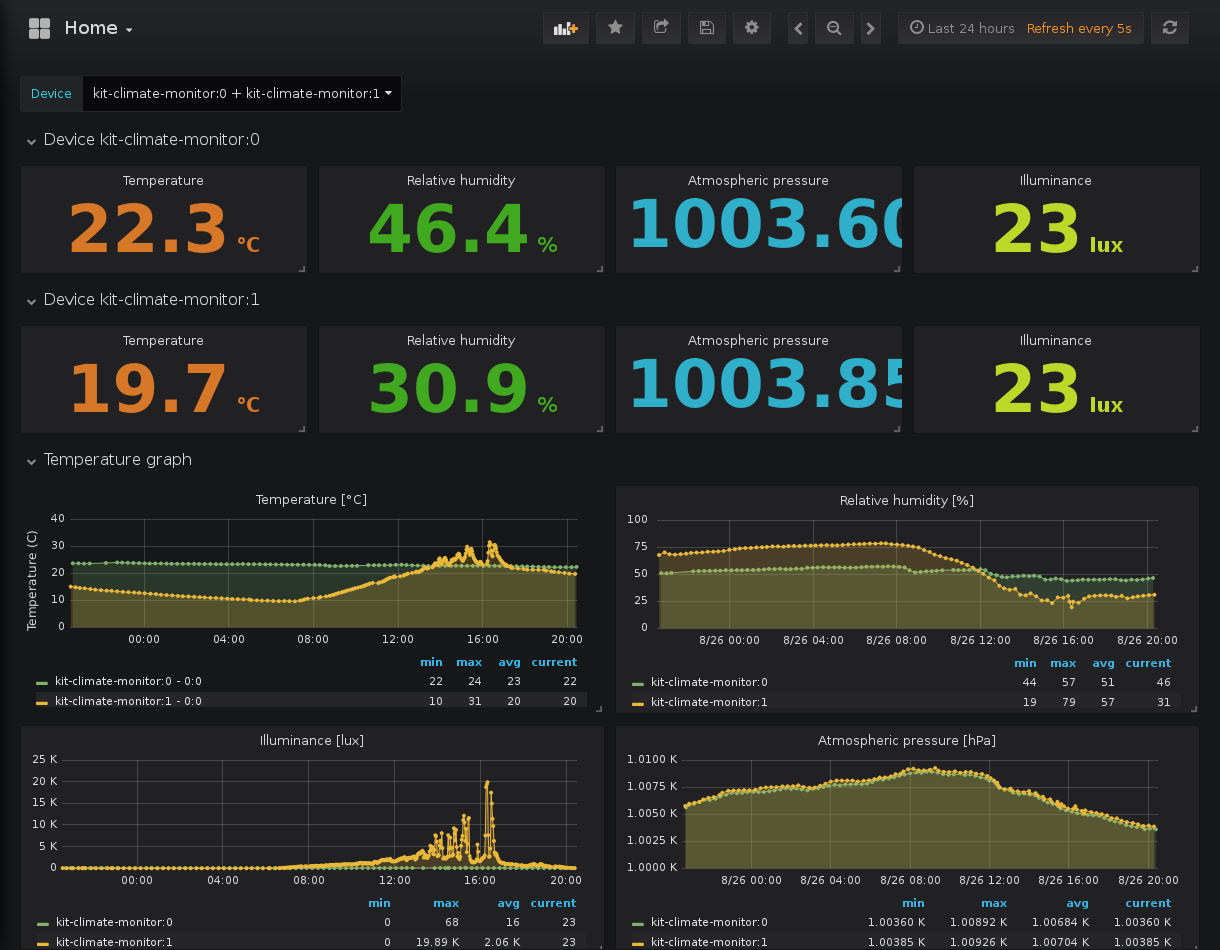 Home
Last 24 hours Refresh every 5s
Device kit-climate-monitor:0 + kit-climate-monitor:1
Device kit-climate-monitor:0
Temperature
22.3 °C
Relative humidity
46.4 %
Atmospheric pressure
1003.60
Illuminance
23 lux
Device kit-climate-monitor:1
Temperature
19.7 °C
Relative humidity
30.9 %
Atmospheric pressure
1003.85
Illuminance
23 lux
Temperature graph
Temperature [°C]
Temperature (C)
40
30
20
10
0
00:00 04:00 08:00 12:00 16:00 20:00
min max avg current
kit-climate-monitor:0 - 0:0 22 24 23 22
kit-climate-monitor:1 - 0:0 10 31 20 20
Relative humidity [%]
100
75
50
25
0
8/26 00:00 8/26 04:00 8/26 08:00 8/26 12:00 8/26 16:00 8/26 20:00
min max avg current
kit-climate-monitor:0 44 57 51 46
kit-climate-monitor:1 19 79 57 31
Illuminance [lux]
25 K
20 K
15 K
10 K
5 K
0
00:00 04:00 08:00 12:00 16:00 20:00
min max avg current
kit-climate-monitor:0 0 68 16 23
kit-climate-monitor:1 0 19.89 K 2.06 K 23
Atmospheric pressure [hPa]
1.0100 K
1.0075 K
1.0050 K
1.0025 K
1.0000 K
8/26 00:00 8/26 04:00 8/26 08:00 8/26 12:00 8/26 16:00 8/26 20:00
min max avg current
kit-climate-monitor:0 1.00360 K 1.00892 K 1.00684 K 1.00360 K
kit-climate-monitor:1 1.00385 K 1.00926 K 1.00704 K 1.00385 K